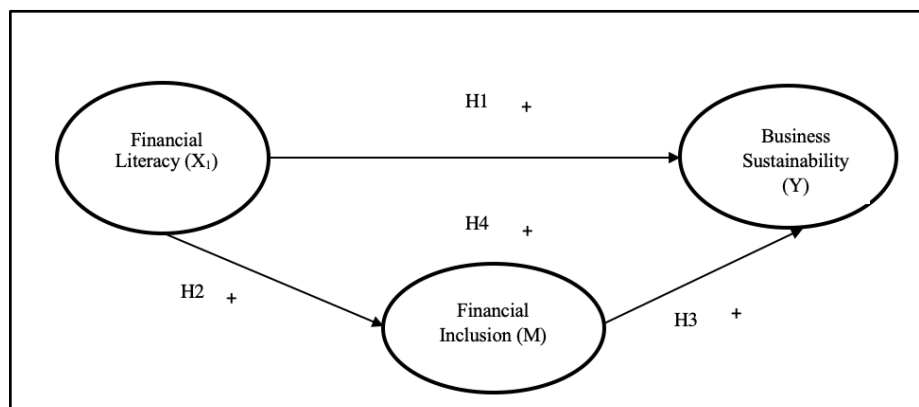 H1 +
Financial
Literacy (X₁)
Business
Sustainability
(Y)
H4 +
H2 +
Financial
Inclusion (M)
H3 +